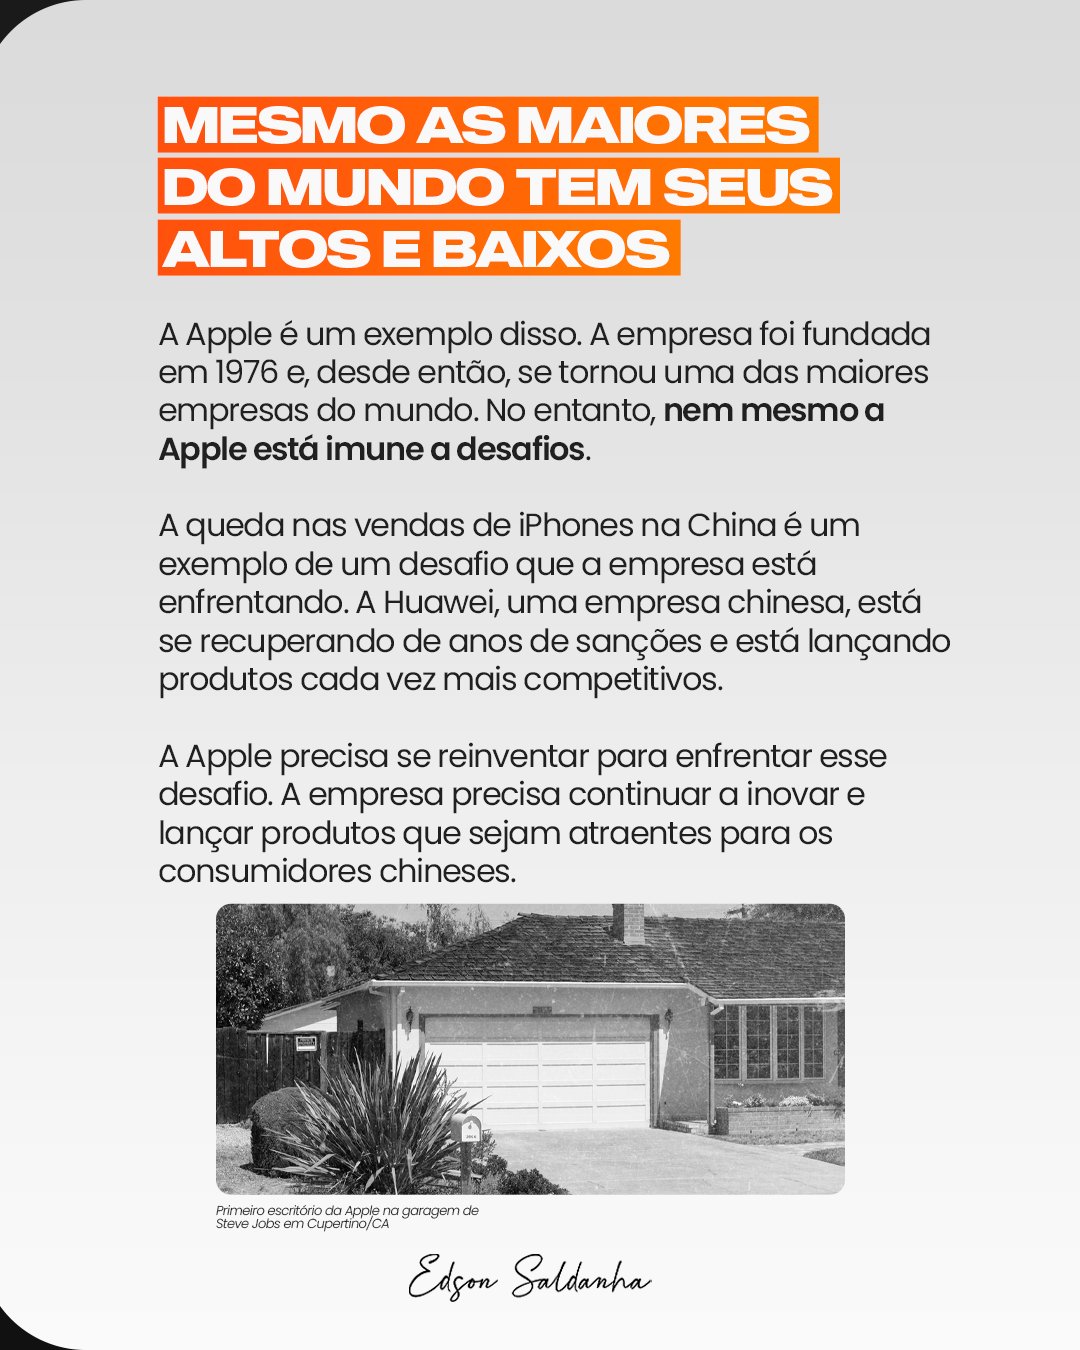 MESMO AS MAIORES
DO MUNDO TEM SEUS
ALTOS E BAIXOS
A Apple é um exemplo disso. A empresa foi fundada
em 1976 e, desde então, se tornou uma das maiores
empresas do mundo. No entanto, nem mesmo a
Apple está imune a desafios.
A queda nas vendas de iPhones na China é um
exemplo de um desafio que a empresa está
enfrentando. A Huawei, uma empresa chinesa, está
se recuperando de anos de sanções e está lançando
produtos cada vez mais competitivos.
A Apple precisa se reinventar para enfrentar esse
desafio. A empresa precisa continuar a inovar e
lançar produtos que sejam atraentes para os
consumidores chineses.
Primeiro escritório da Apple na garagem de
Steve Jobs em Cupertino/CA
Edson Saldanha